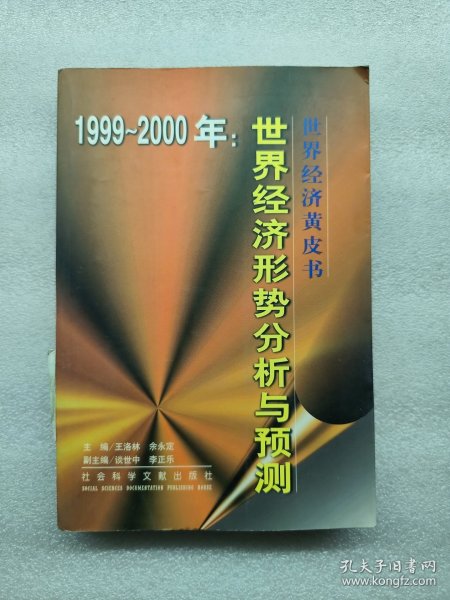 1999~2000年：
世界经济形势分析与预测
世界经济黄皮书
主 编/王洛林 余永定
副主编/谈世中 李正乐
社会科学文献出版社
SOCIAL SCIENCES DOCUMENTATION PUBLISHING HOUSE
孔夫子旧书网
www.kongfz.com